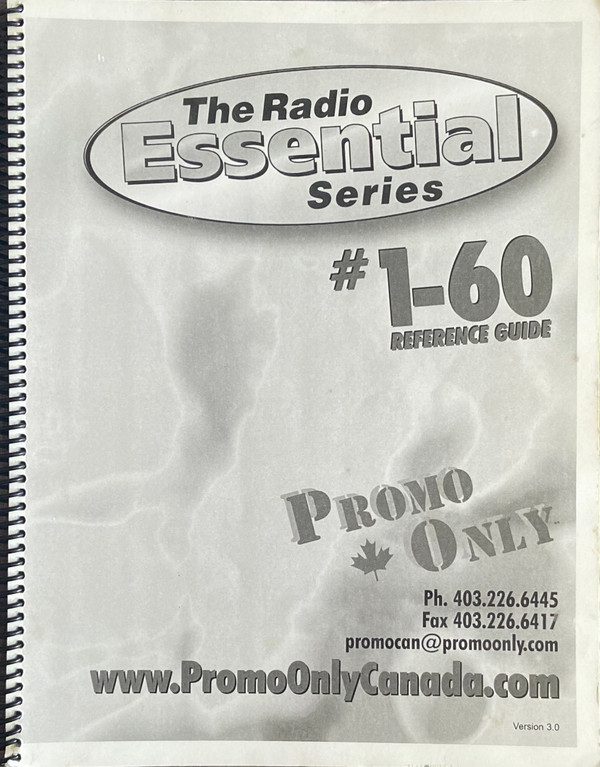 The Radio
Essential
Series
#1-60
REFERENCE GUIDE
PROMO
ONLY
Ph. 403.226.6445
Fax 403.226.6417
promocan@promoonly.com
www.PromoOnlyCanada.com
Version 3.0